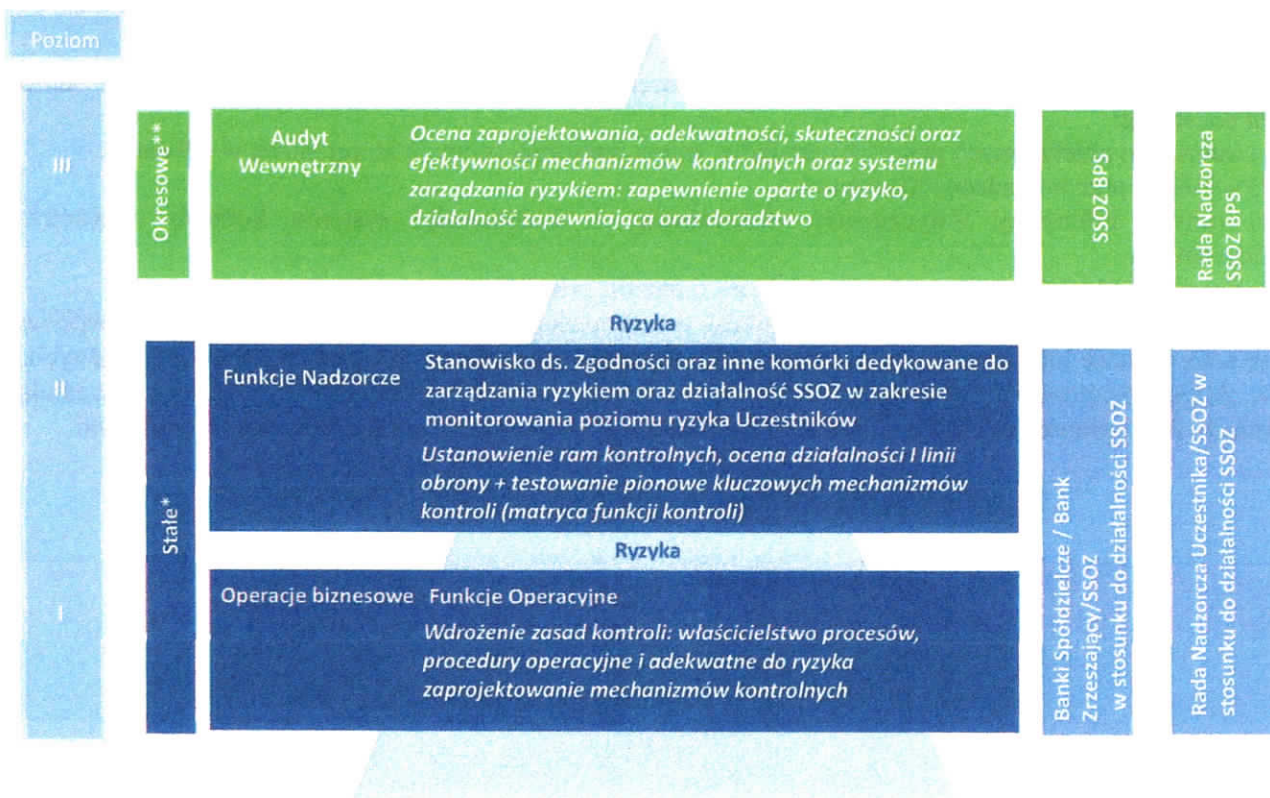 Poziom
III
Okresowe**
Audyt
Wewnętrzny
Ocena zaprojektowania, adekwatności, skuteczności oraz
efektywności mechanizmów kontrolnych oraz systemu
zarządzania ryzykiem: zapewnienie oparte o ryzyko,
działalność zapewniająca oraz doradztwo
SSOZ BPS
Rada Nadzorcza
SSOZ BPS
Ryzyka
II
Stałe*
Funkcje Nadzorcze
Stanowisko ds. Zgodności oraz inne komórki dedykowane do
zarządzania ryzykiem oraz działalność SSOZ w zakresie
monitorowania poziomu ryzyka Uczestników
Ustanowienie ram kontrolnych, ocena działalności I linii
obrony + testowanie pionowe kluczowych mechanizmów
kontroli (matryca funkcji kontroli)
Ryzyka
I
Operacje biznesowe
Funkcje Operacyjne
Wdrożenie zasad kontroli: właścicielstwo procesów,
procedury operacyjne i adekwatne do ryzyka
zaprojektowanie mechanizmów kontrolnych
Banki Spółdzielcze / Bank
Zrzeszający/SSOZ
w stosunku do działalności SSOZ
Rada Nadzorcza Uczestnika/SSOZ w
stosunku do działalności SSOZ